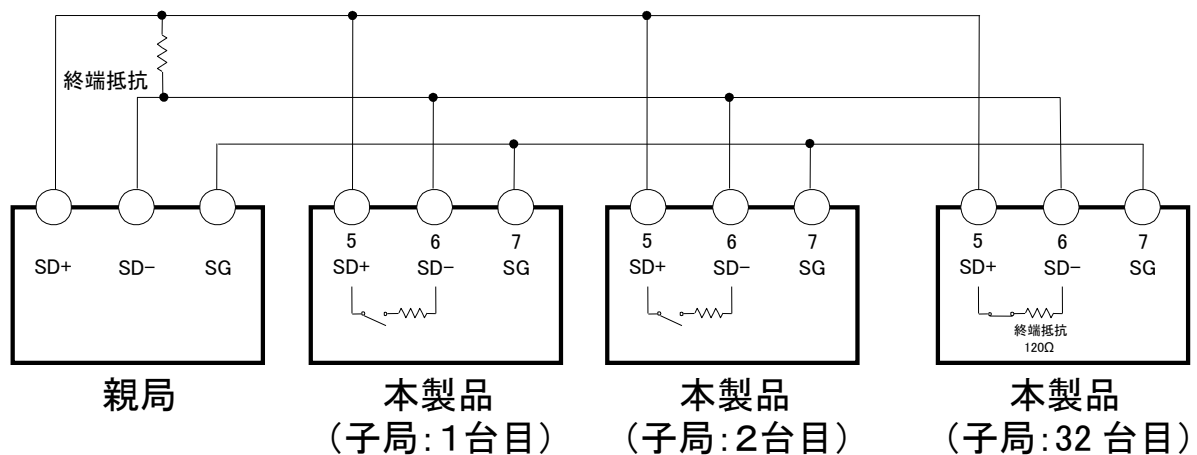 終端抵抗
5 6 7 5 6 7 5 6 7
SD+ SD− SG SD+ SD− SG SD+ SD− SG SD+ SD− SG
終端抵抗
120Ω
親局 本製品 本製品 本製品
（子局：１台目） （子局：２台目） （子局：32 台目）